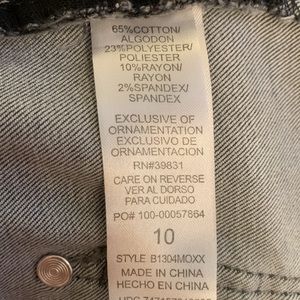 65%COTTON/
ALGODON
23%POLYESTER/
POLIESTER
10%RAYON/
RAYON
2%SPANDEX/
SPANDEX
EXCLUSIVE OF
ORNAMENTATION
EXCLUSIVO DE
ORNAMENTACION
RN#39831
CARE ON REVERSE
VER AL DORSO
PARA CUIDADO
PO# 100-00057864
10
STYLE B1304MOXX
MADE IN CHINA
HECHO EN CHINA